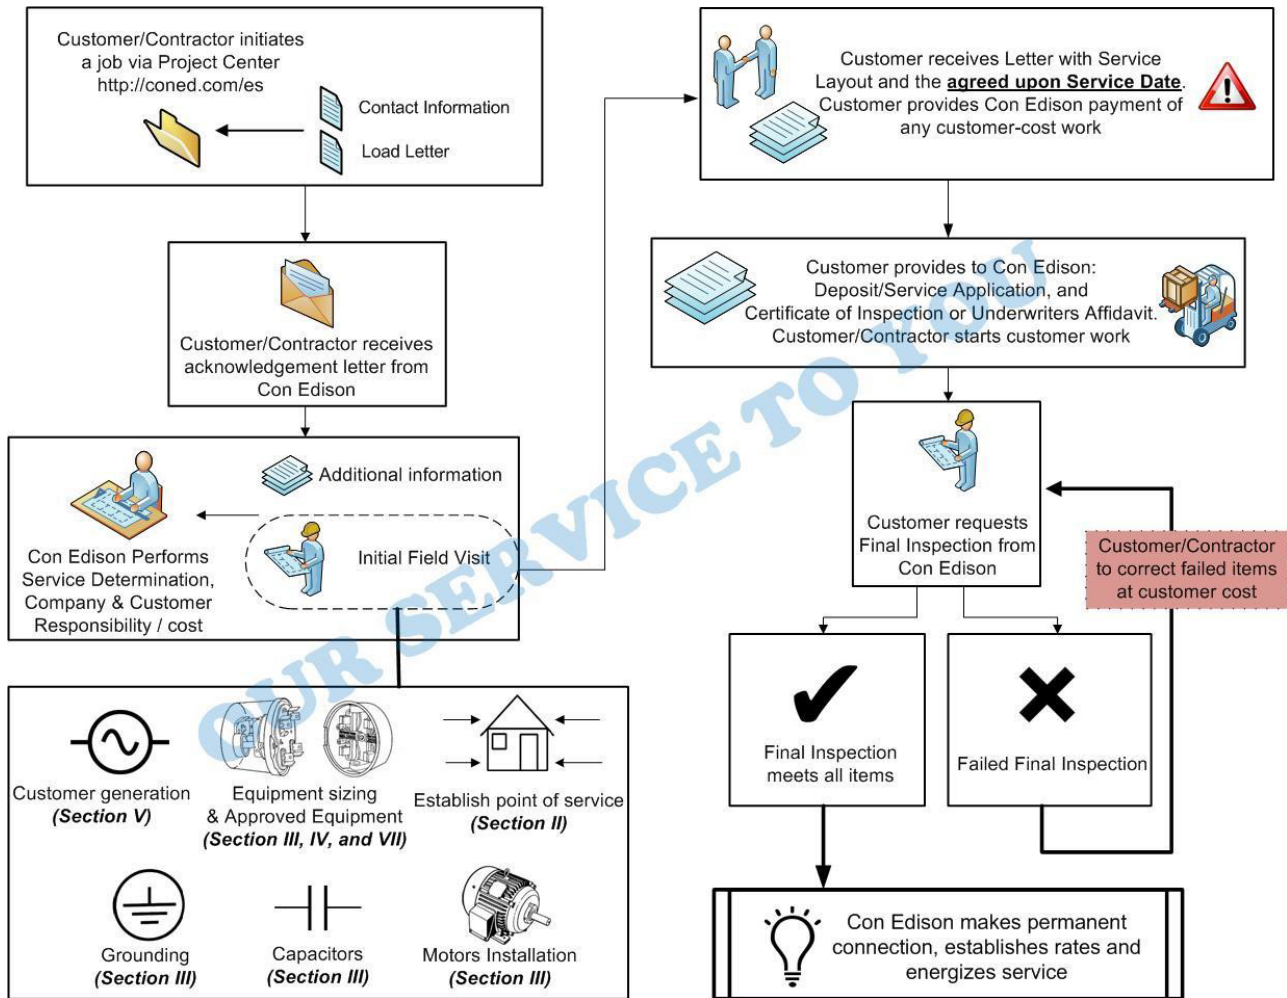 Customer/Contractor initiates
a job via Project Center
http://coned.com/es
Contact Information
Load Letter
Customer/Contractor receives
acknowledgement letter from
Con Edison
Additional information
Initial Field Visit
Con Edison Performs
Service Determination,
Company & Customer
Responsibility / cost
Customer generation
(Section V)
Equipment sizing
& Approved Equipment
(Section III, IV, and VII)
Establish point of service
(Section II)
Grounding
(Section III)
Capacitors
(Section III)
Motors Installation
(Section III)
Customer receives Letter with Service
Layout and the agreed upon Service Date.
Customer provides Con Edison payment of
any customer-cost work
Customer provides to Con Edison:
Deposit/Service Application, and
Certificate of Inspection or Underwriters Affidavit.
Customer/Contractor starts customer work
Customer requests
Final Inspection from
Con Edison
Customer/Contractor
to correct failed items
at customer cost
Final Inspection
meets all items
Failed Final Inspection
Con Edison makes permanent
connection, establishes rates and
energizes service
OUR SERVICE TO YOU